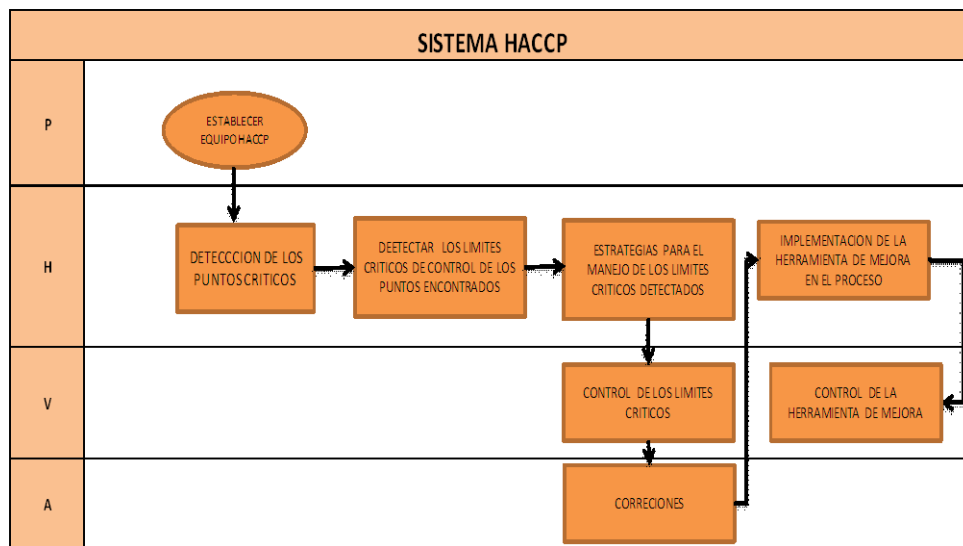 SISTEMA HACCP
P
ESTABLECER
EQUIPO HACCP
H
DETECCCION DE LOS
PUNTOS CRITICOS
DEETECTAR LOS LIMITES
CRITICOS DE CONTROL DE LOS
PUNTOS ENCONTRADOS
ESTRATEGIAS PARA EL
MANEJO DE LOS LIMITES
CRITICOS DETECTADOS
IMPLEMENTACION DE LA
HERRAMIENTA DE MEJORA
EN EL PROCESO
V
CONTROL DE LOS LIMITES
CRITICOS
CONTROL DE LA
HERRAMIENTA DE MEJORA
A
CORRECIONES